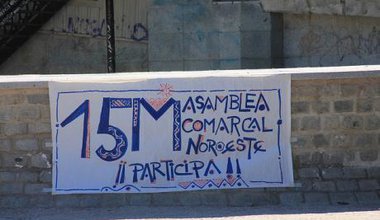 15M ASAMBLEA
COMARCAL
NOROESTE
¡¡ PARTICIPA !!